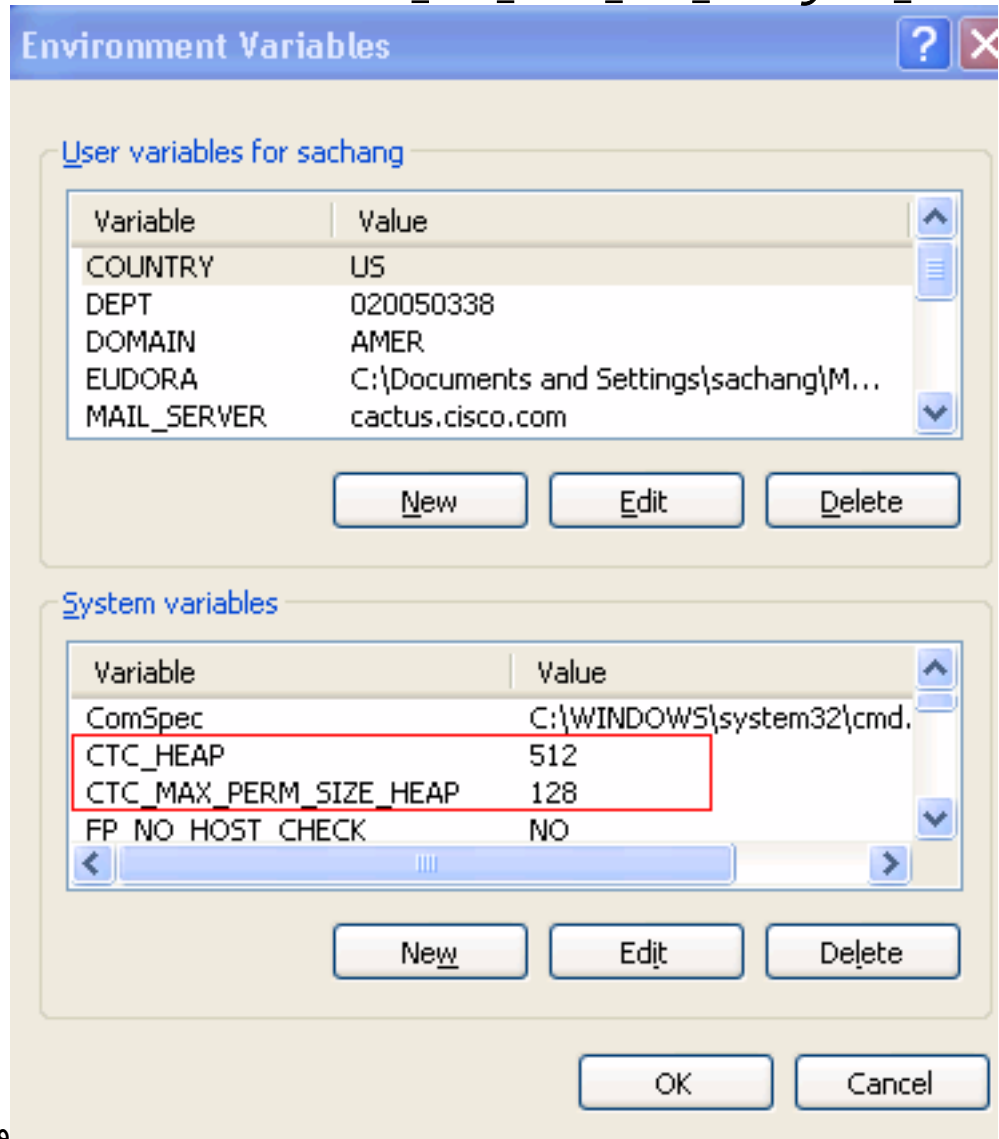 Environment Variables
User variables for sachang
Variable Value
COUNTRY US
DEPT 020050338
DOMAIN AMER
EUDORA C:\Documents and Settings\sachang\M...
MAIL_SERVER cactus.cisco.com
New Edit Delete
System variables
Variable Value
ComSpec C:\WINDOWS\system32\cmd.
CTC_HEAP 512
CTC_MAX_PERM_SIZE_HEAP 128
FP_NO_HOST_CHECK NO
New Edit Delete
OK Cancel